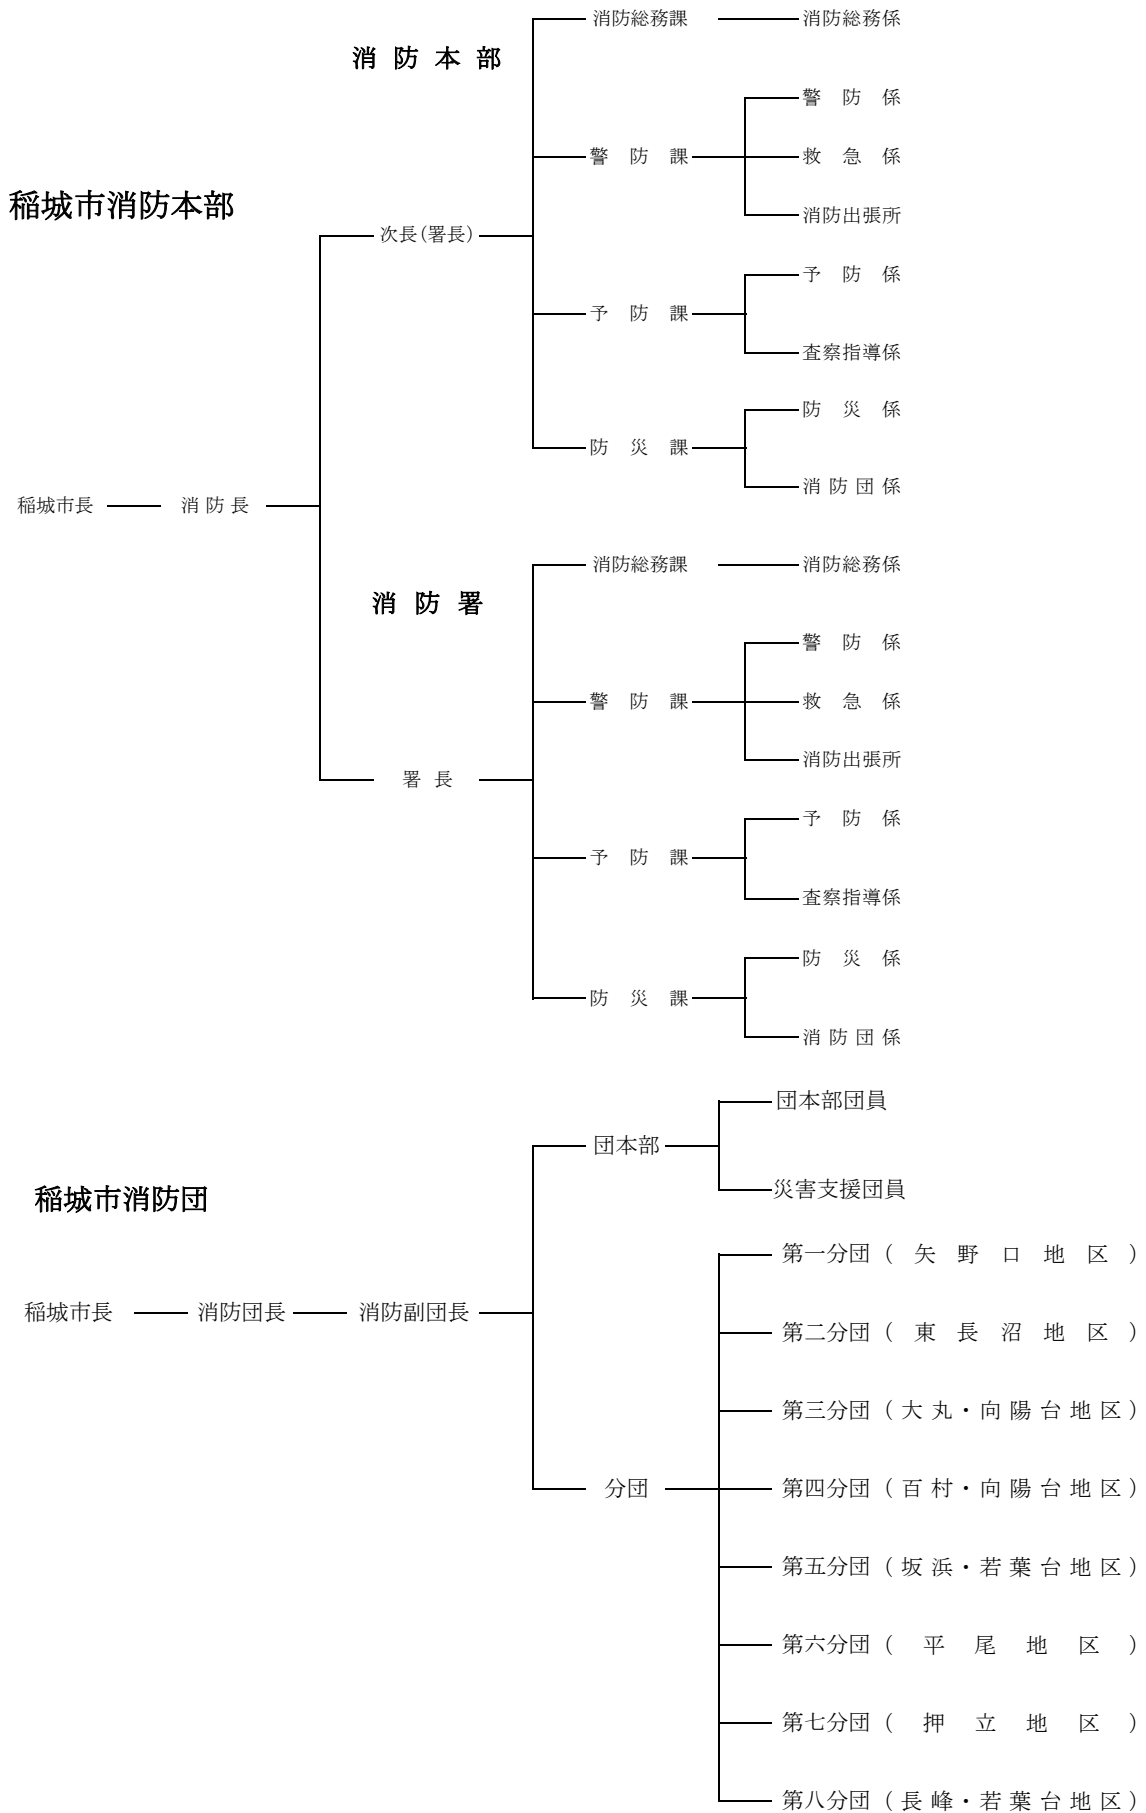 消防総務課 消防総務係
消防本部
警防係
警防課 救急係
稲城市消防本部
消防出張所
次長(署長)
予防係
予防課
査察指導係
防災係
防災課
消防団係
稲城市長 消防長
消防総務課 消防総務係
消防署
警防係
警防課 救急係
消防出張所
署長
予防係
予防課
査察指導係
防災係
防災課
消防団係
団本部団員
団本部
稲城市消防団
災害支援団員
第一分団(矢野口地区)
稲城市長 消防団長 消防副団長
第二分団(東長沼地区)
第三分団(大丸・向陽台地区)
分団 第四分団(百村・向陽台地区)
第五分団(坂浜・若葉台地区)
第六分団(平尾地区)
第七分団(押立地区)
第八分団(長峰・若葉台地区)